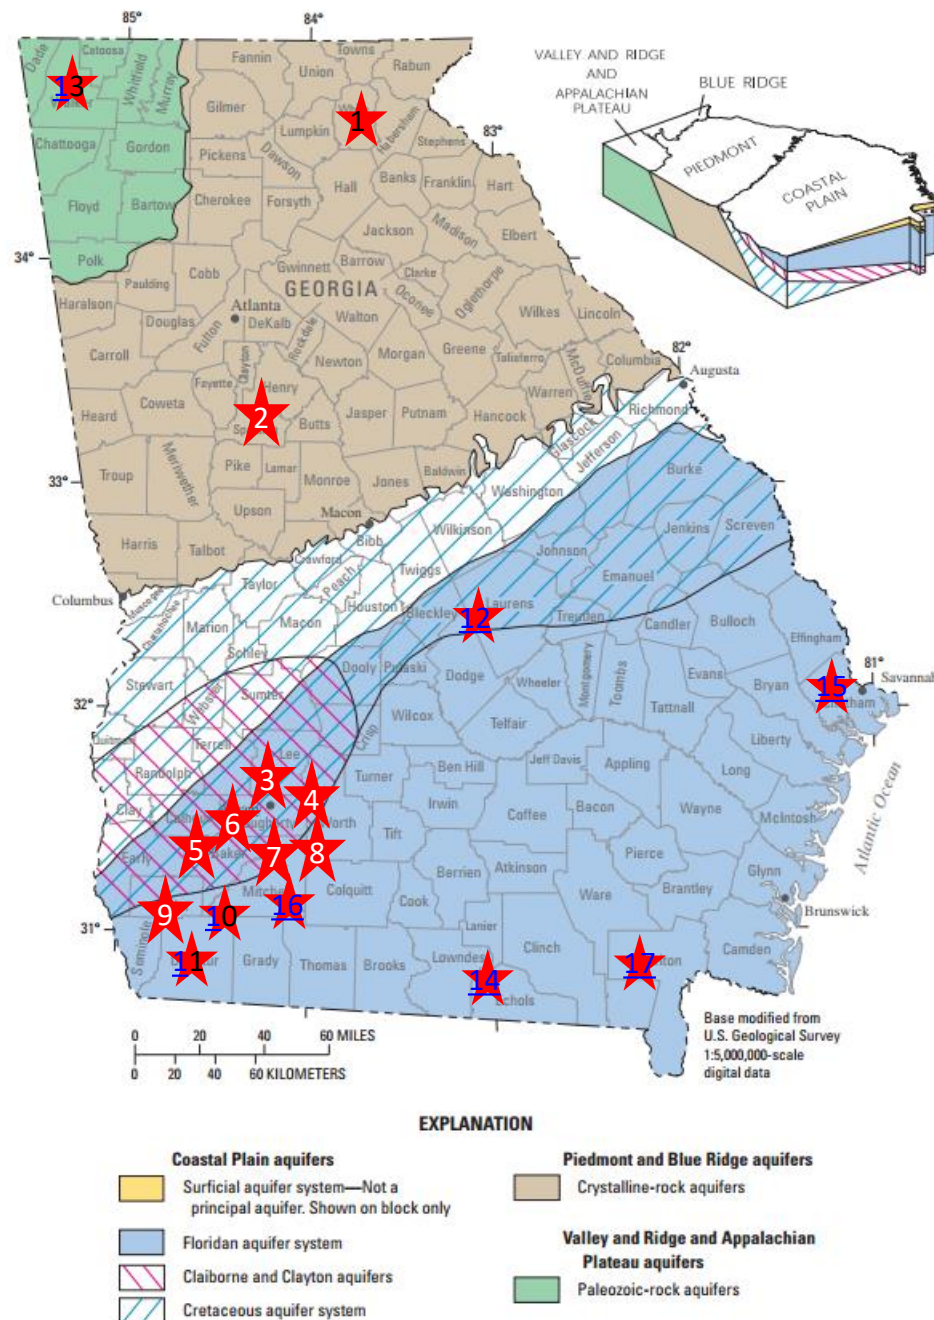 85°
84°
VALLEY AND RIDGE
AND
APPALACHIAN
PLATEAU
BLUE RIDGE
PIEDMONT
COASTAL
PLAIN
Dade
Catoosa
Whitfield
Murray
Fannin
Towns
Union
Rabun
13
Gilmer
1
Lumpkin
Habersham
83°
Stephens
Chattooga
Gordon
Pickens
Dawson
Banks
Franklin
Hart
Hall
Floyd
Bartow
Cherokee
Forsyth
Madison
Jackson
Elbert
34°
Polk
Cobb
Gwinnett
Barrow
Clarke
Paulding
GEORGIA
Oconee
Oglethorpe
Haralson
Atlanta
Wilkes
Lincoln
Douglas
Fulton
DeKalb
Walton
Rockdale
82°
Carroll
Clayton
Newton
Morgan
Greene
Taliaferro
McDuffie
Columbia
Augusta
Fayette
Henry
Warren
Richmond
Heard
Coweta
2
Butts
Jasper
Putnam
Hancock
Glascock
Jefferson
Troup
Meriwether
Pike
Lamar
Monroe
Jones
Baldwin
Burke
33°
Washington
Upson
Macon
Wilkinson
Jenkins
Screven
Harris
Talbot
Bibb
Crawford
Johnson
Twiggs
Emanuel
Taylor
Peach
Columbus
Muscogee
Houston
Bleckley
12
Laurens
Treutlen
Candler
Bulloch
Chattahoochee
Marion
Macon
Effingham
Schley
Dooly
Pulaski
Dodge
Montgomery
Toombs
Evans
Bryan
81°
Stewart
Webster
Sumter
Wheeler
Tattnall
15
Savannah
Chatham
32°
Quitman
Wilcox
Telfair
Liberty
Terrell
Lee
Crisp
Randolph
Turner
Ben Hill
Jeff Davis
Appling
Long
3
4
Clay
Irwin
Coffee
Bacon
Wayne
McIntosh
Atlantic Ocean
6
Worth
Tift
5
7
8
Early
Baker
Pierce
Berrien
Atkinson
Glynn
Mitchell
Colquitt
Ware
Brantley
16
Cook
9
10
Brunswick
31°
Lanier
Seminole
Clinch
Camden
11
Grady
Thomas
Brooks
Lowndes
17
14
Echols
0 20 40 60 MILES
0 20 40 60 KILOMETERS
Base modified from
U.S. Geological Survey
1:5,000,000-scale
digital data
EXPLANATION
Coastal Plain aquifers
Surficial aquifer system—Not a
principal aquifer. Shown on block only
Floridan aquifer system
Claiborne and Clayton aquifers
Cretaceous aquifer system
Piedmont and Blue Ridge aquifers
Crystalline-rock aquifers
Valley and Ridge and Appalachian
Plateau aquifers
Paleozoic-rock aquifers